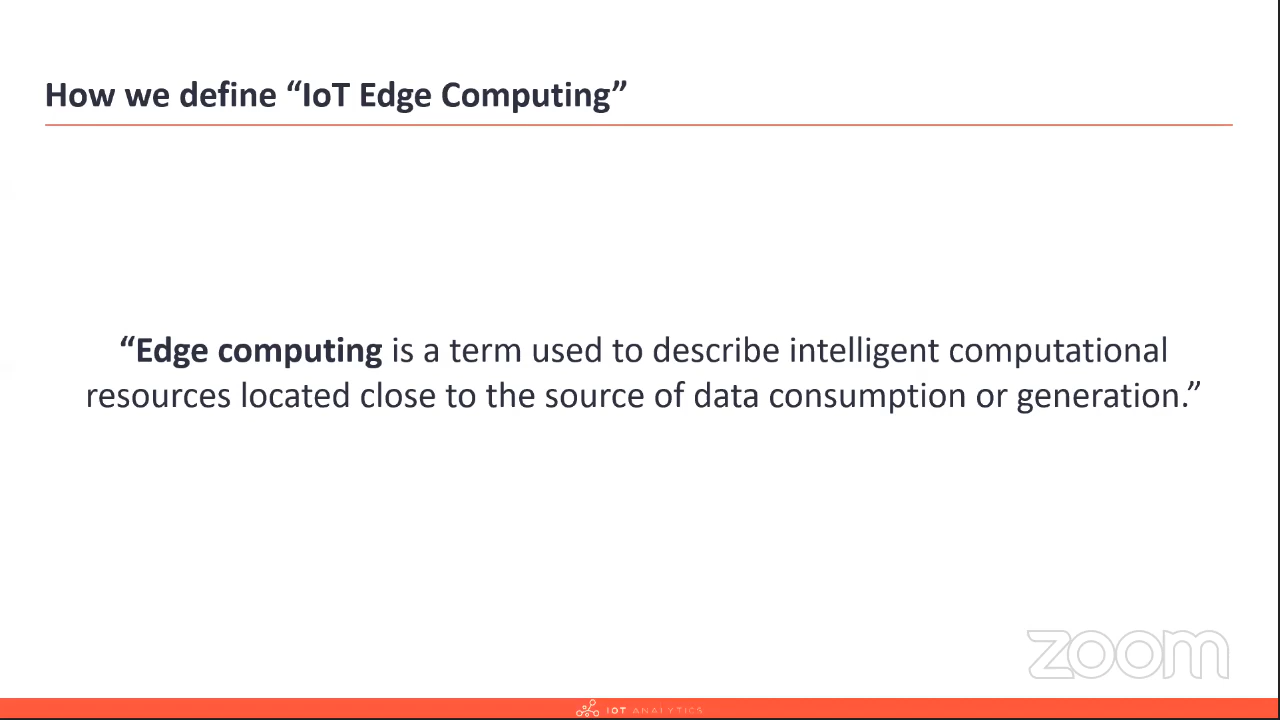 How we define “IoT Edge Computing”
“Edge computing is a term used to describe intelligent computational
resources located close to the source of data consumption or generation.”
zoom
IOT ANALYTICS